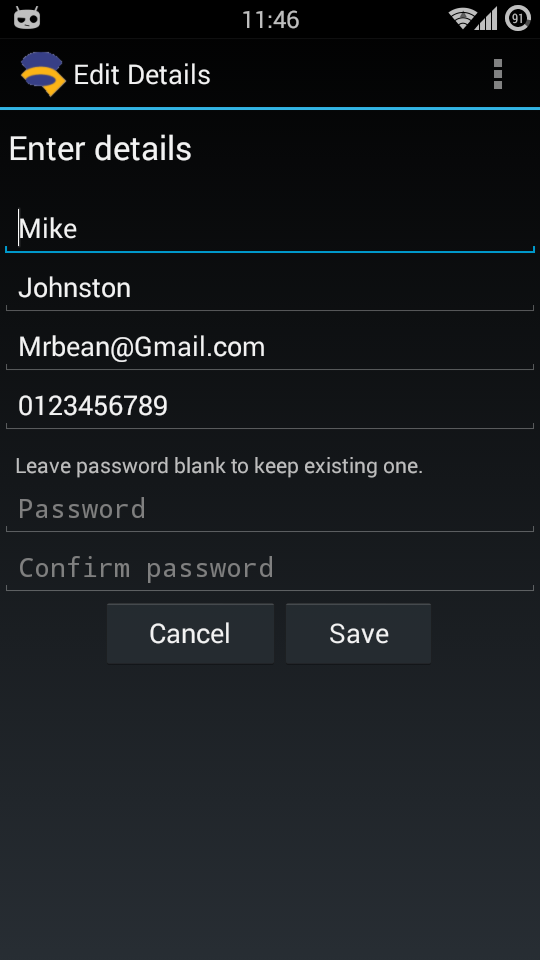 11:46
91
Edit Details
Enter details
Mike
Johnston
Mrbean@Gmail.com
0123456789
Leave password blank to keep existing one.
Password
Confirm password
Cancel Save